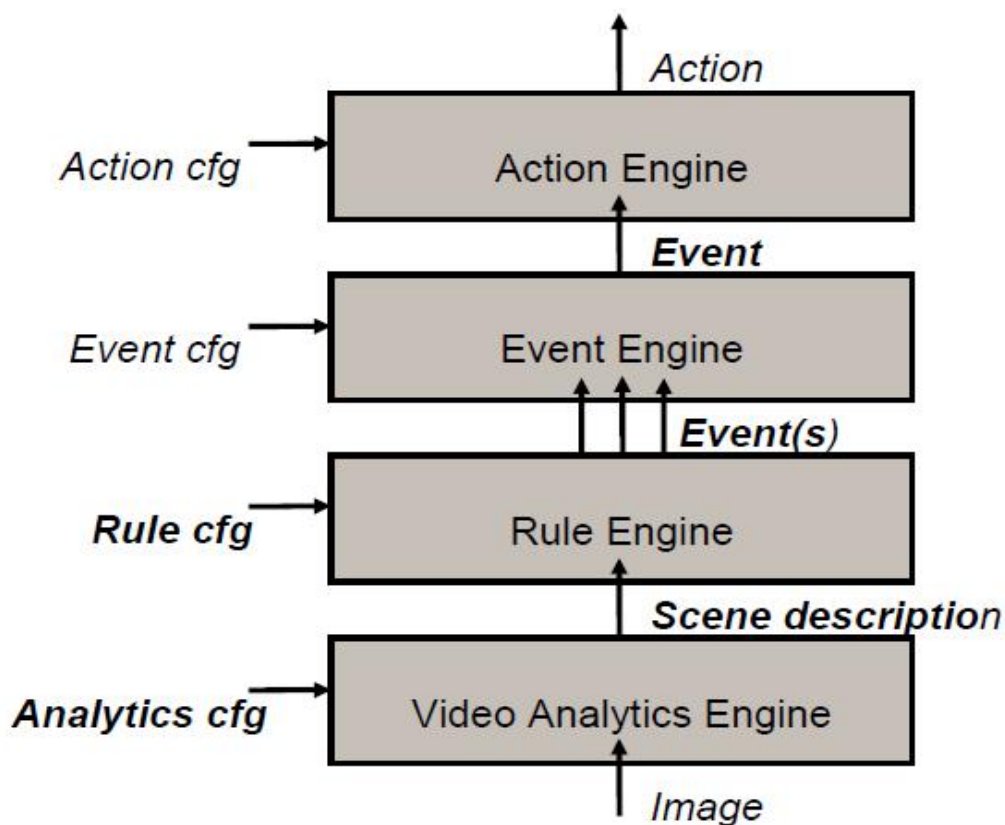 Action
Action cfg
Action Engine
Event
Event cfg
Event Engine
Event(s)
Rule cfg
Rule Engine
Scene description
Analytics cfg
Video Analytics Engine
Image